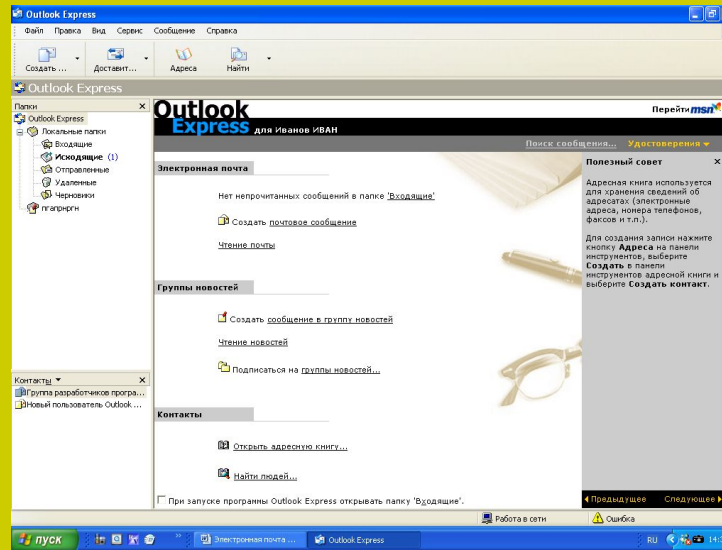 Outlook Express
Файл Правка Вид Сервис Сообщение Справка
Создать ... Доставит... Адреса Найти
Outlook Express
Папки
Outlook Express
Локальные папки
Входящие
Исходящие (1)
Отправленные
Удаленные
Черновики
Контакты
Группа разработчиков програ...
Новый пользователь Outlook ...
Outlook
Express для Иванов ИВАН
Перейти msn
Поиск сообщения... Удостоверения
Электронная почта
Нет непрочитанных сообщений в папке 'Входящие'
Создать почтовое сообщение
Чтение почты
Группы новостей
Создать сообщение в группу новостей
Чтение новостей
Подписаться на группы новостей...
Контакты
Открыть адресную книгу...
Найти людей...
При запуске программы Outlook Express открывать папку 'Входящие'.
Полезный совет
Адресная книга используется
для хранения сведений об
адресатах (электронные
адреса, номера телефонов,
факсов и т.п.).
Для создания записи нажмите
кнопку Адреса на панели
инструментов, выберите
Создать в панели
инструментов адресной книги и
выберите Создать контакт.
Предыдущее Следующее
Работа в сети Ошибка
пуск Электронная почта ... Outlook Express RU